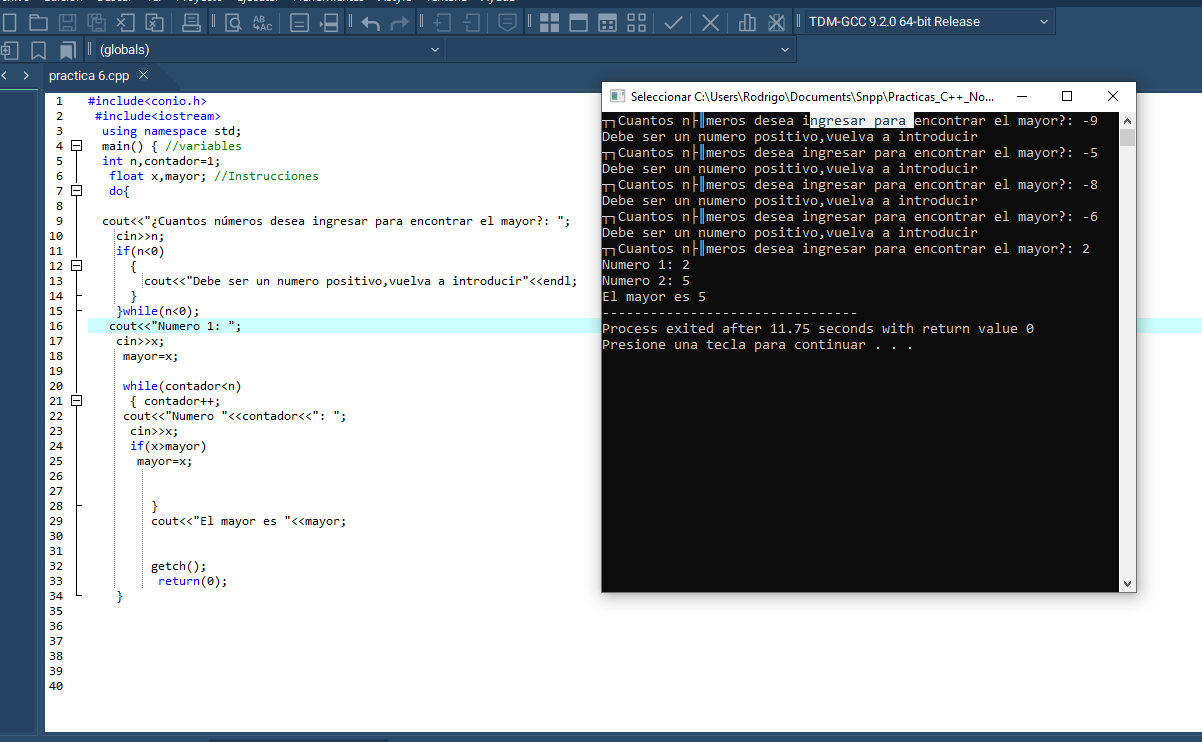 TDM-GCC 9.2.0 64-bit Release
(globals)
practica 6.cpp
1 #include<conio.h>
2 #include<iostream>
3 using namespace std;
4 main() { //variables
5 int n,contador=1;
6 float x,mayor; //Instrucciones
7 do{
8
9 cout<<"¿Cuantos números desea ingresar para encontrar el mayor?: ";
10 cin>>n;
11 if(n<0)
12 {
13 cout<<"Debe ser un numero positivo,vuelva a introducir"<<endl;
14 }
15 }while(n<0);
16 cout<<"Numero 1: ";
17 cin>>x;
18 mayor=x;
19
20 while(contador<n)
21 { contador++;
22 cout<<"Numero "<<contador<<": ";
23 cin>>x;
24 if(x>mayor)
25 mayor=x;
26
27
28 }
29 cout<<"El mayor es "<<mayor;
30
31
32 getch();
33 return(0);
34 }
35
36
37
38
39
40
Seleccionar C:\Users\Rodrigo\Documents\Snpp\Practicas_C++_No...
┬┐Cuantos n├║meros desea ingresar para encontrar el mayor?: -9
Debe ser un numero positivo,vuelva a introducir
┬┐Cuantos n├║meros desea ingresar para encontrar el mayor?: -5
Debe ser un numero positivo,vuelva a introducir
┬┐Cuantos n├║meros desea ingresar para encontrar el mayor?: -8
Debe ser un numero positivo,vuelva a introducir
┬┐Cuantos n├║meros desea ingresar para encontrar el mayor?: -6
Debe ser un numero positivo,vuelva a introducir
┬┐Cuantos n├║meros desea ingresar para encontrar el mayor?: 2
Numero 1: 2
Numero 2: 5
El mayor es 5
--------------------------------
Process exited after 11.75 seconds with return value 0
Presione una tecla para continuar . . .